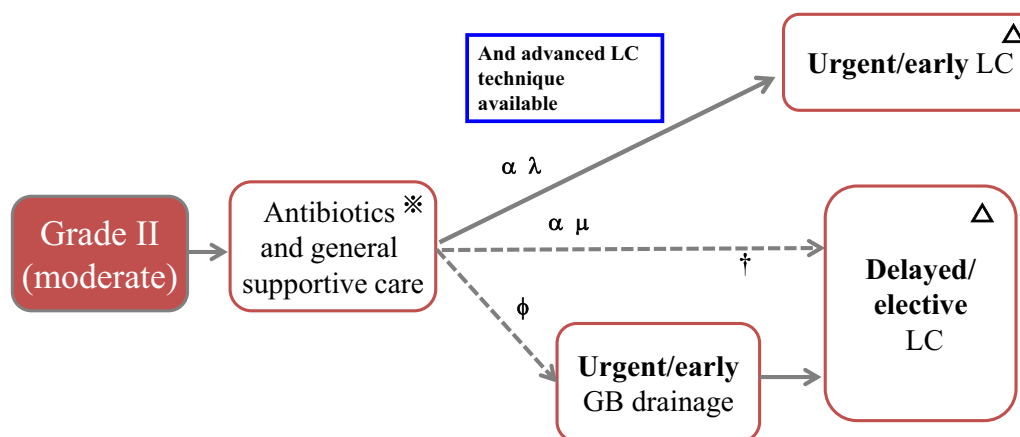 And advanced LC
technique
available
△
Urgent/early LC
α λ
Grade II
(moderate)
Antibiotics ※
and general
supportive care
α μ
†
△
Delayed/
elective
LC
ϕ
Urgent/early
GB drainage